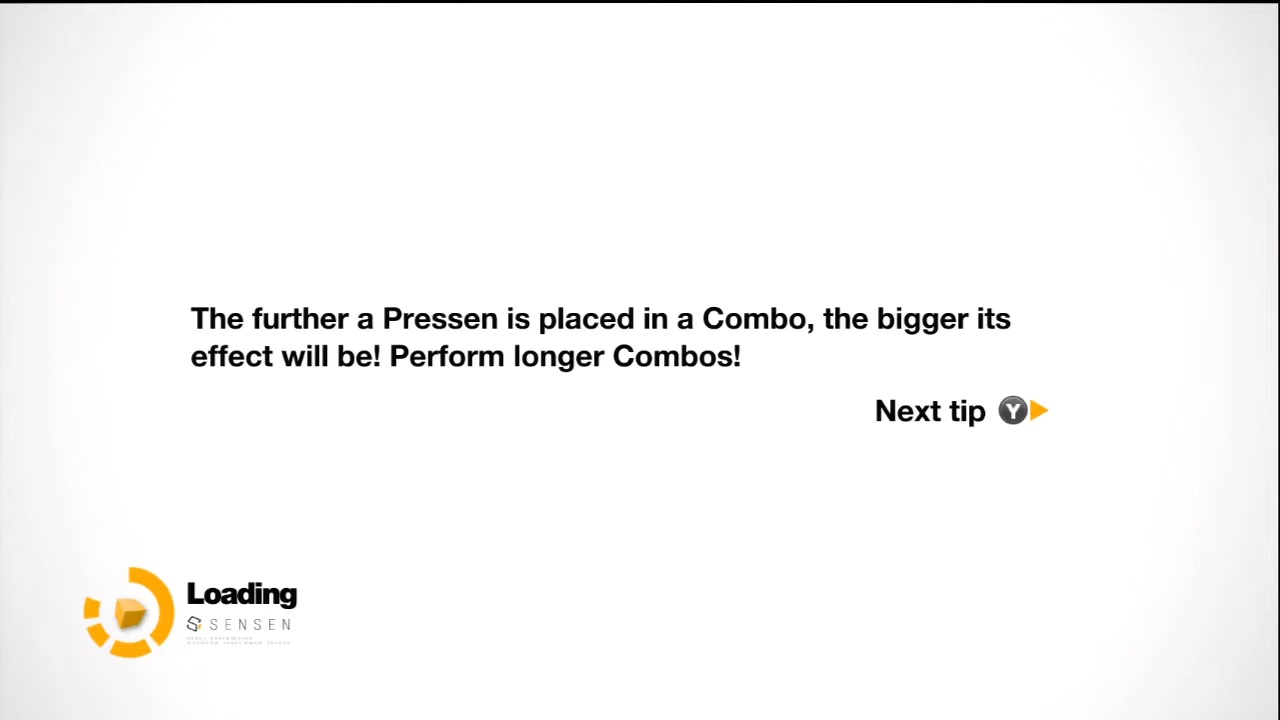 The further a Pressen is placed in a Combo, the bigger its
effect will be! Perform longer Combos!
Next tip Y
Loading
SENSEN